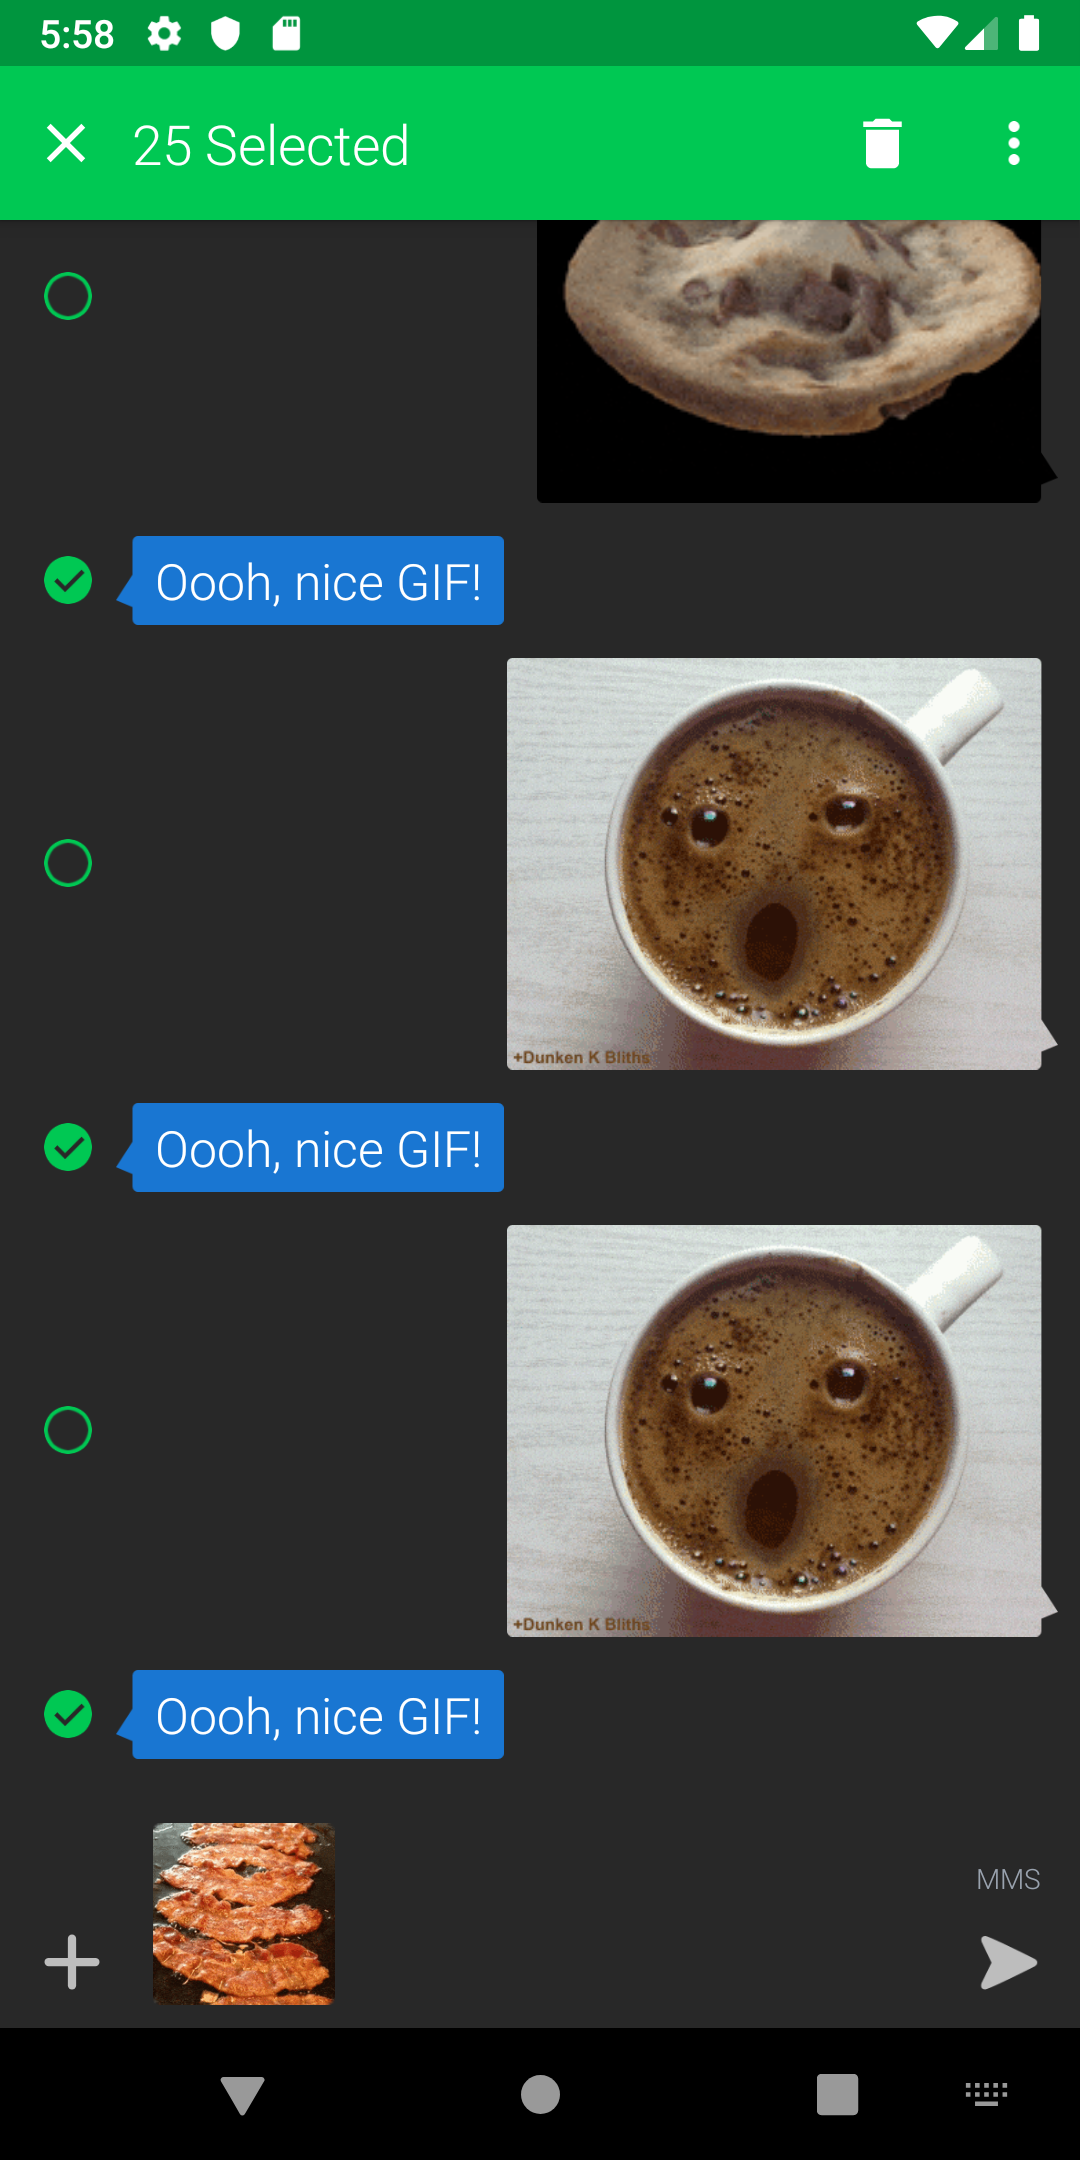 5:58
25 Selected
Oooh, nice GIF!
+Dunken K Bliths
Oooh, nice GIF!
+Dunken K Bliths
Oooh, nice GIF!
MMS